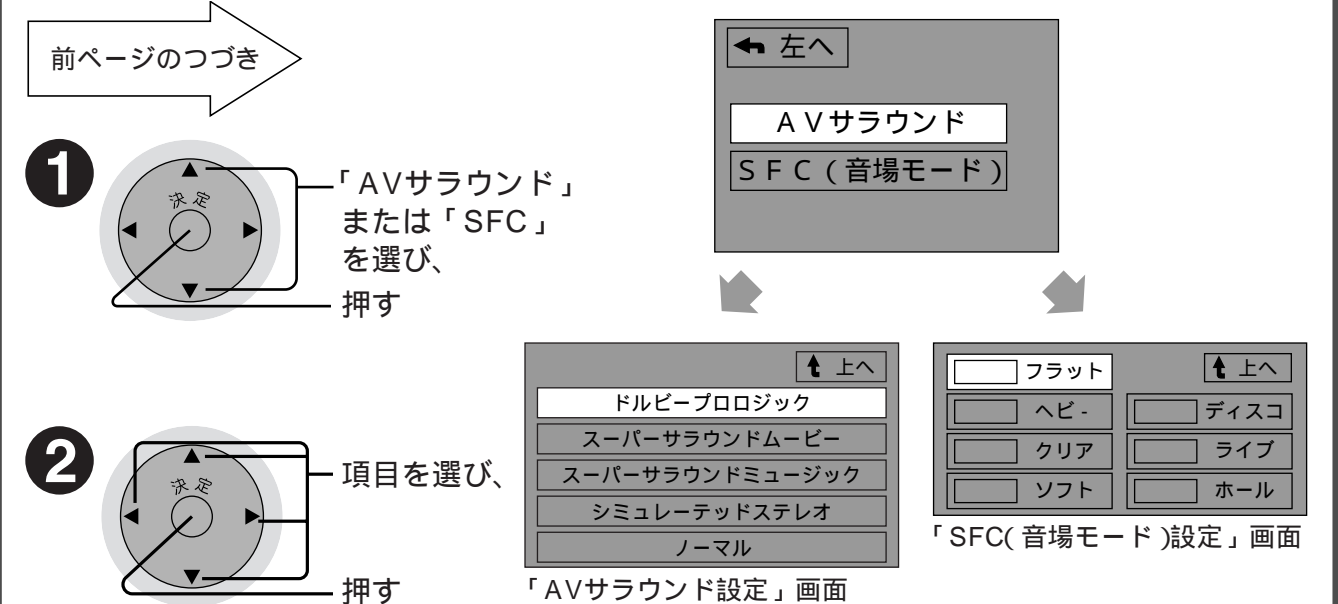 前ページのつづき
← 左へ
AVサラウンド
SFC(音場モード)
1
決定
「AVサラウンド」
または「SFC」
を選び、
押す
2
決定
項目を選び、
押す
上へ
ドルビープロロジック
スーパーサラウンドムービー
スーパーサラウンドミュージック
シミュレーテッドステレオ
ノーマル
「AVサラウンド設定」画面
フラット
上へ
ヘビ-
ディスコ
クリア
ライブ
ソフト
ホール
「SFC(音場モード)設定」画面